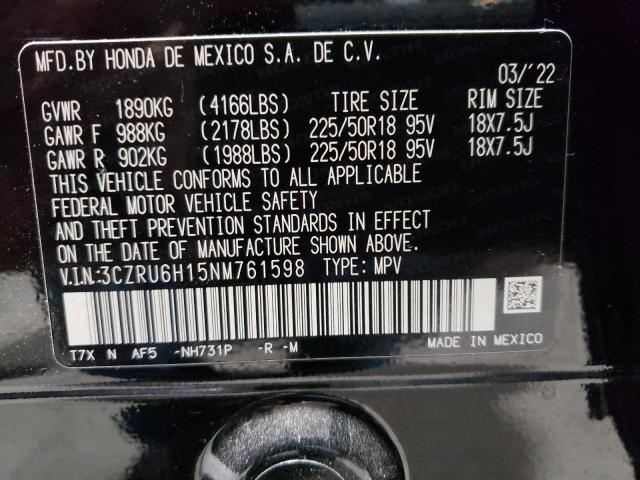 MFD.BY HONDA DE MEXICO S.A. DE C.V.
03/'22
GVWR 1890KG (4166LBS) TIRE SIZE RIM SIZE
GAWR F 988KG (2178LBS) 225/50R18 95V 18X7.5J
GAWR R 902KG (1988LBS) 225/50R18 95V 18X7.5J
THIS VEHICLE CONFORMS TO ALL APPLICABLE
FEDERAL MOTOR VEHICLE SAFETY
AND THEFT PREVENTION STANDARDS IN EFFECT
ON THE DATE OF MANUFACTURE SHOWN ABOVE.
V.I.N:3CZRU6H15NM761598 TYPE: MPV
T7X N AF5 -NH731P -R -M MADE IN MEXICO